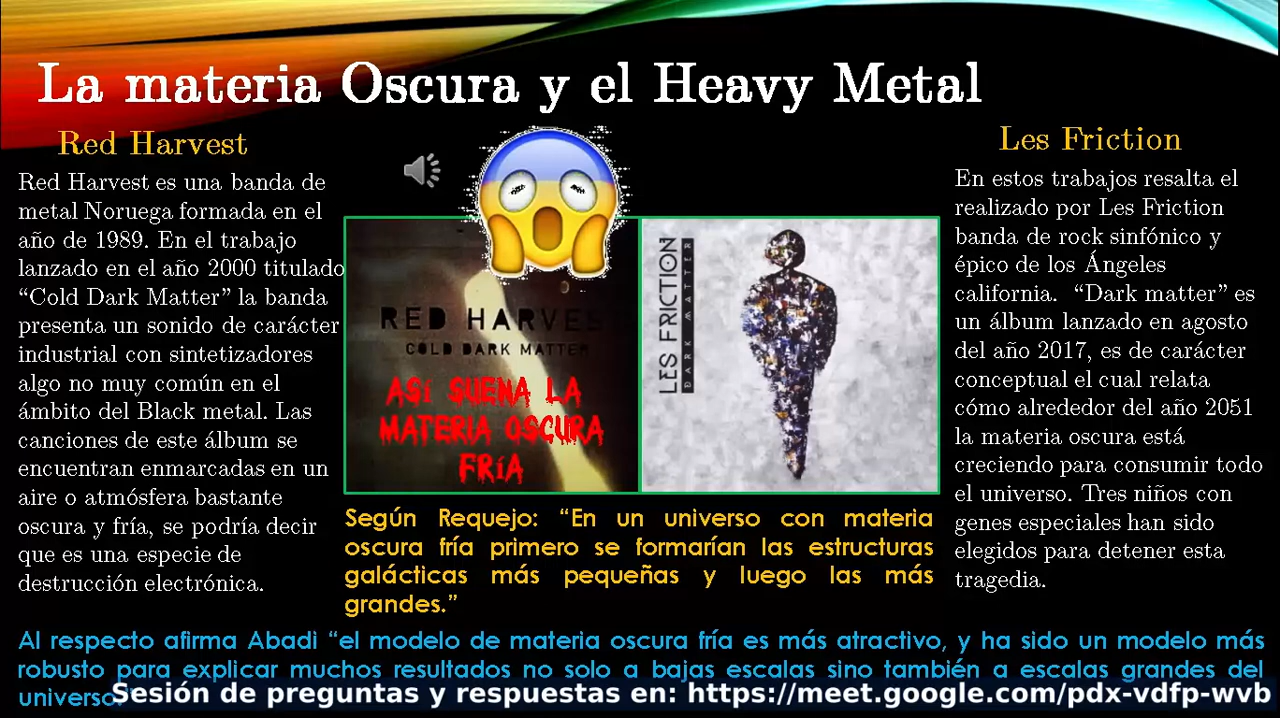 La materia Oscura y el Heavy Metal
Red Harvest
Red Harvest es una banda de
metal Noruega formada en el
año de 1989. En el trabajo
lanzado en el año 2000 titulado
“Cold Dark Matter” la banda
presenta un sonido de carácter
industrial con sintetizadores
algo no muy común en el
ámbito del Black metal. Las
canciones de este álbum se
encuentran enmarcadas en un
aire o atmósfera bastante
oscura y fría, se podría decir
que es una especie de
destrucción electrónica.
RED HARVES
COLD DARK MATTER
ASÍ SUENA LA
MATERIA OSCURA
FRÍA
LES FRICTION
DARK MATTER
Según Requejo: “En un universo con materia
oscura fría primero se formarían las estructuras
galácticas más pequeñas y luego las más
grandes.”
Les Friction
En estos trabajos resalta el
realizado por Les Friction
banda de rock sinfónico y
épico de los Ángeles
california. “Dark matter” es
un álbum lanzado en agosto
del año 2017, es de carácter
conceptual el cual relata
cómo alrededor del año 2051
la materia oscura está
creciendo para consumir todo
el universo. Tres niños con
genes especiales han sido
elegidos para detener esta
tragedia.
Al respecto afirma Abadi “el modelo de materia oscura fría es más atractivo, y ha sido un modelo más
robusto para explicar muchos resultados no solo a bajas escalas sino también a escalas grandes del
universo.”
Sesión de preguntas y respuestas en: https://meet.google.com/pdx-vdfp-wvb